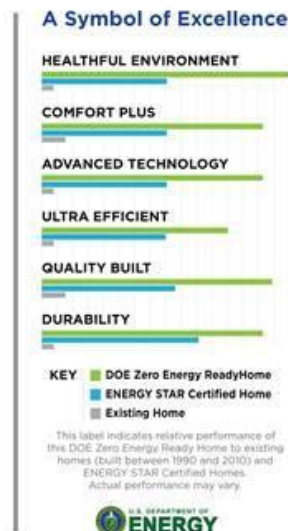 A Symbol of Excellence
HEALTHFUL ENVIRONMENT
COMFORT PLUS
ADVANCED TECHNOLOGY
ULTRA EFFICIENT
QUALITY BUILT
DURABILITY
KEY
DOE Zero Energy ReadyHome
ENERGY STAR Certified Home
Existing Home
This label indicates relative performance of
this DOE Zero Energy Ready Home to existing
homes (built between 1990 and 2010) and
ENERGY STAR Certified Homes.
Actual performance may vary.
U.S. DEPARTMENT OF
ENERGY